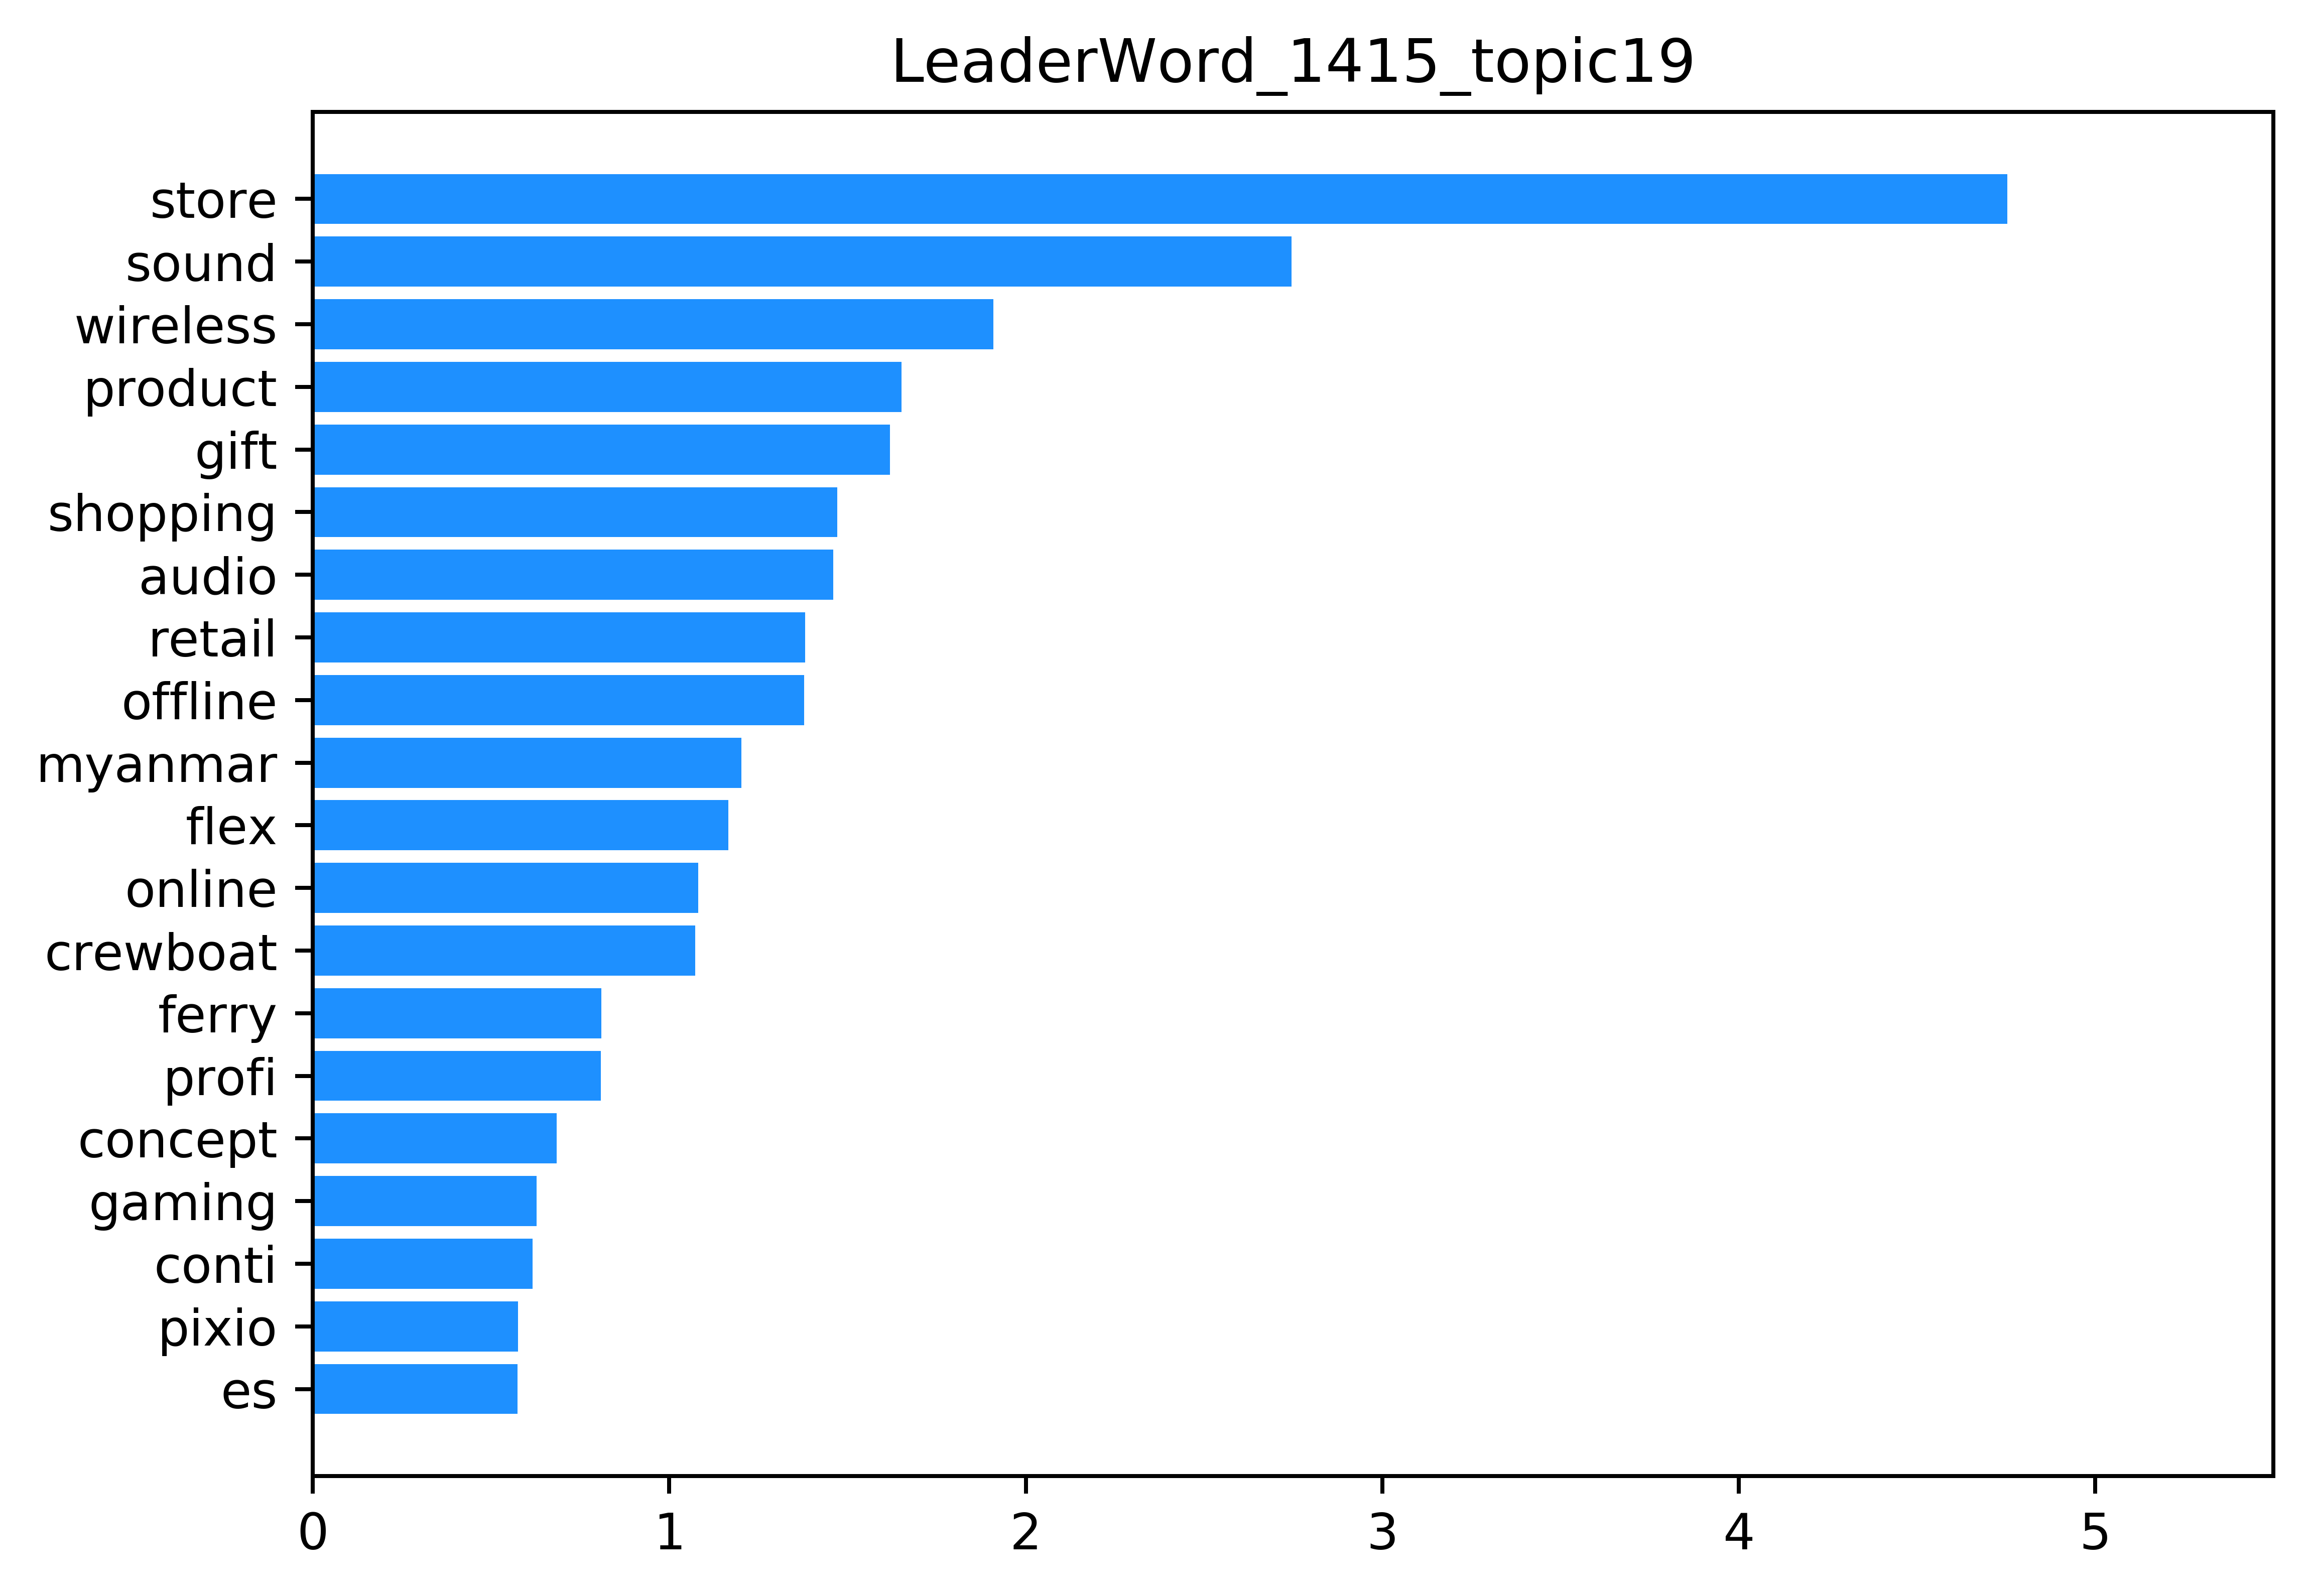 LeaderWord_1415_topic19
store
sound
wireless
product
gift
shopping
audio
retail
offline
myanmar
flex
online
crewboat
ferry
profi
concept
gaming
conti
pixio
es
0 1 2 3 4 5